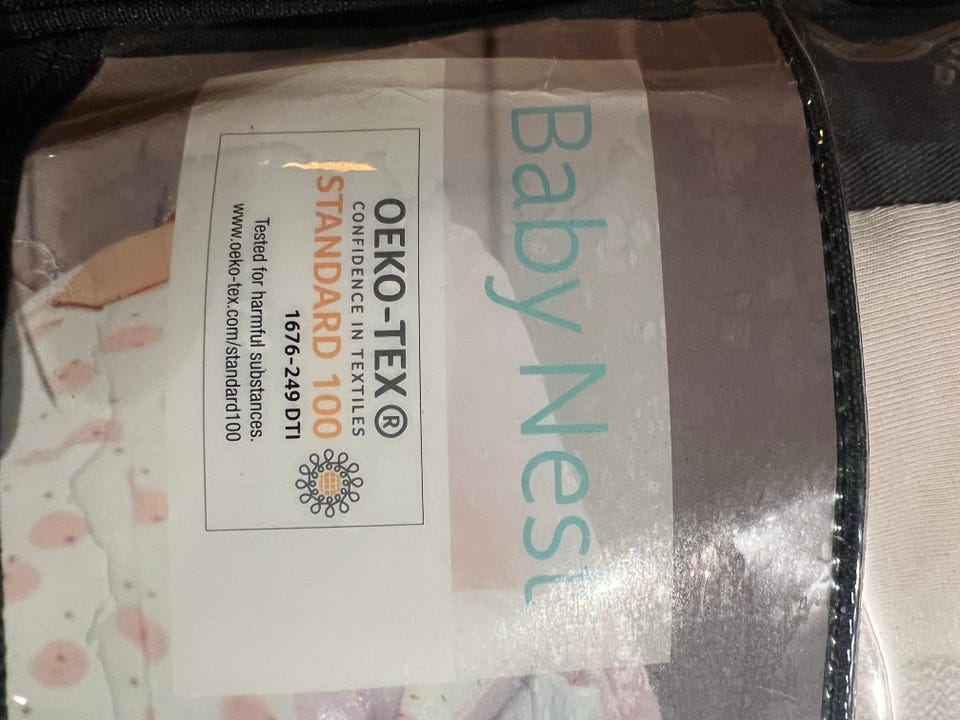 Baby Nest
OEKO-TEX®
CONFIDENCE IN TEXTILES
STANDARD 100
1676-249 DTI
Tested for harmful substances.
www.oeko-tex.com/standard100